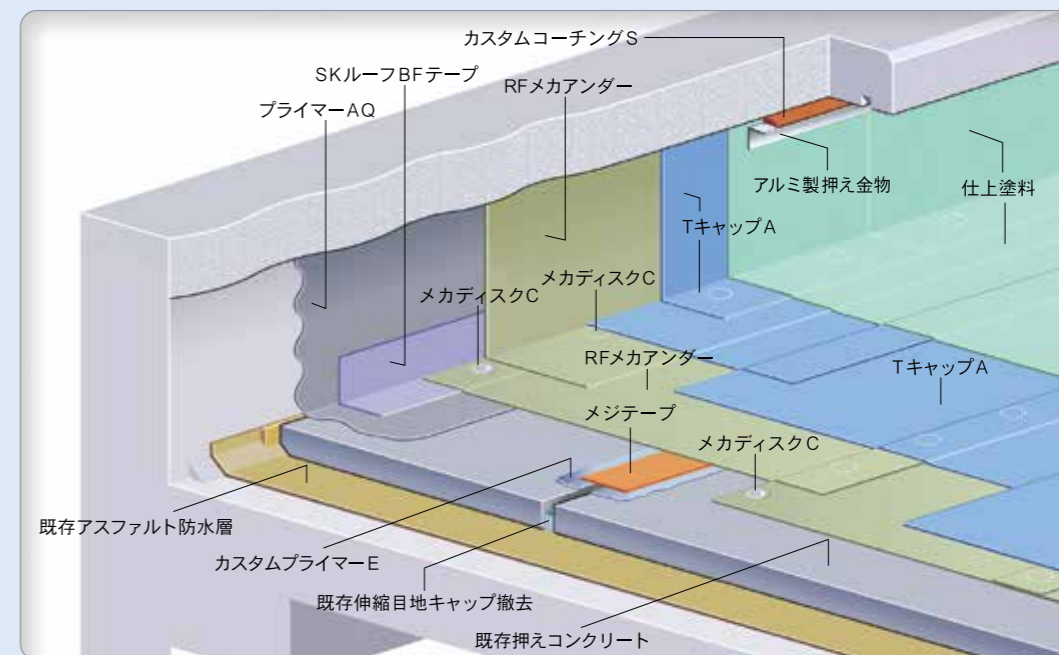 カスタムコーチングS
SKルーフBFテープ
RFメカアンダー
プライマーAQ
アルミ製押え金物
仕上塗料
TキャップA
メカディスクC
メカディスクC
RFメカアンダー
TキャップA
メジテープ
メカディスクC
既存アスファルト防水層
カスタムプライマーE
既存伸縮目地キャップ撤去
既存押えコンクリート